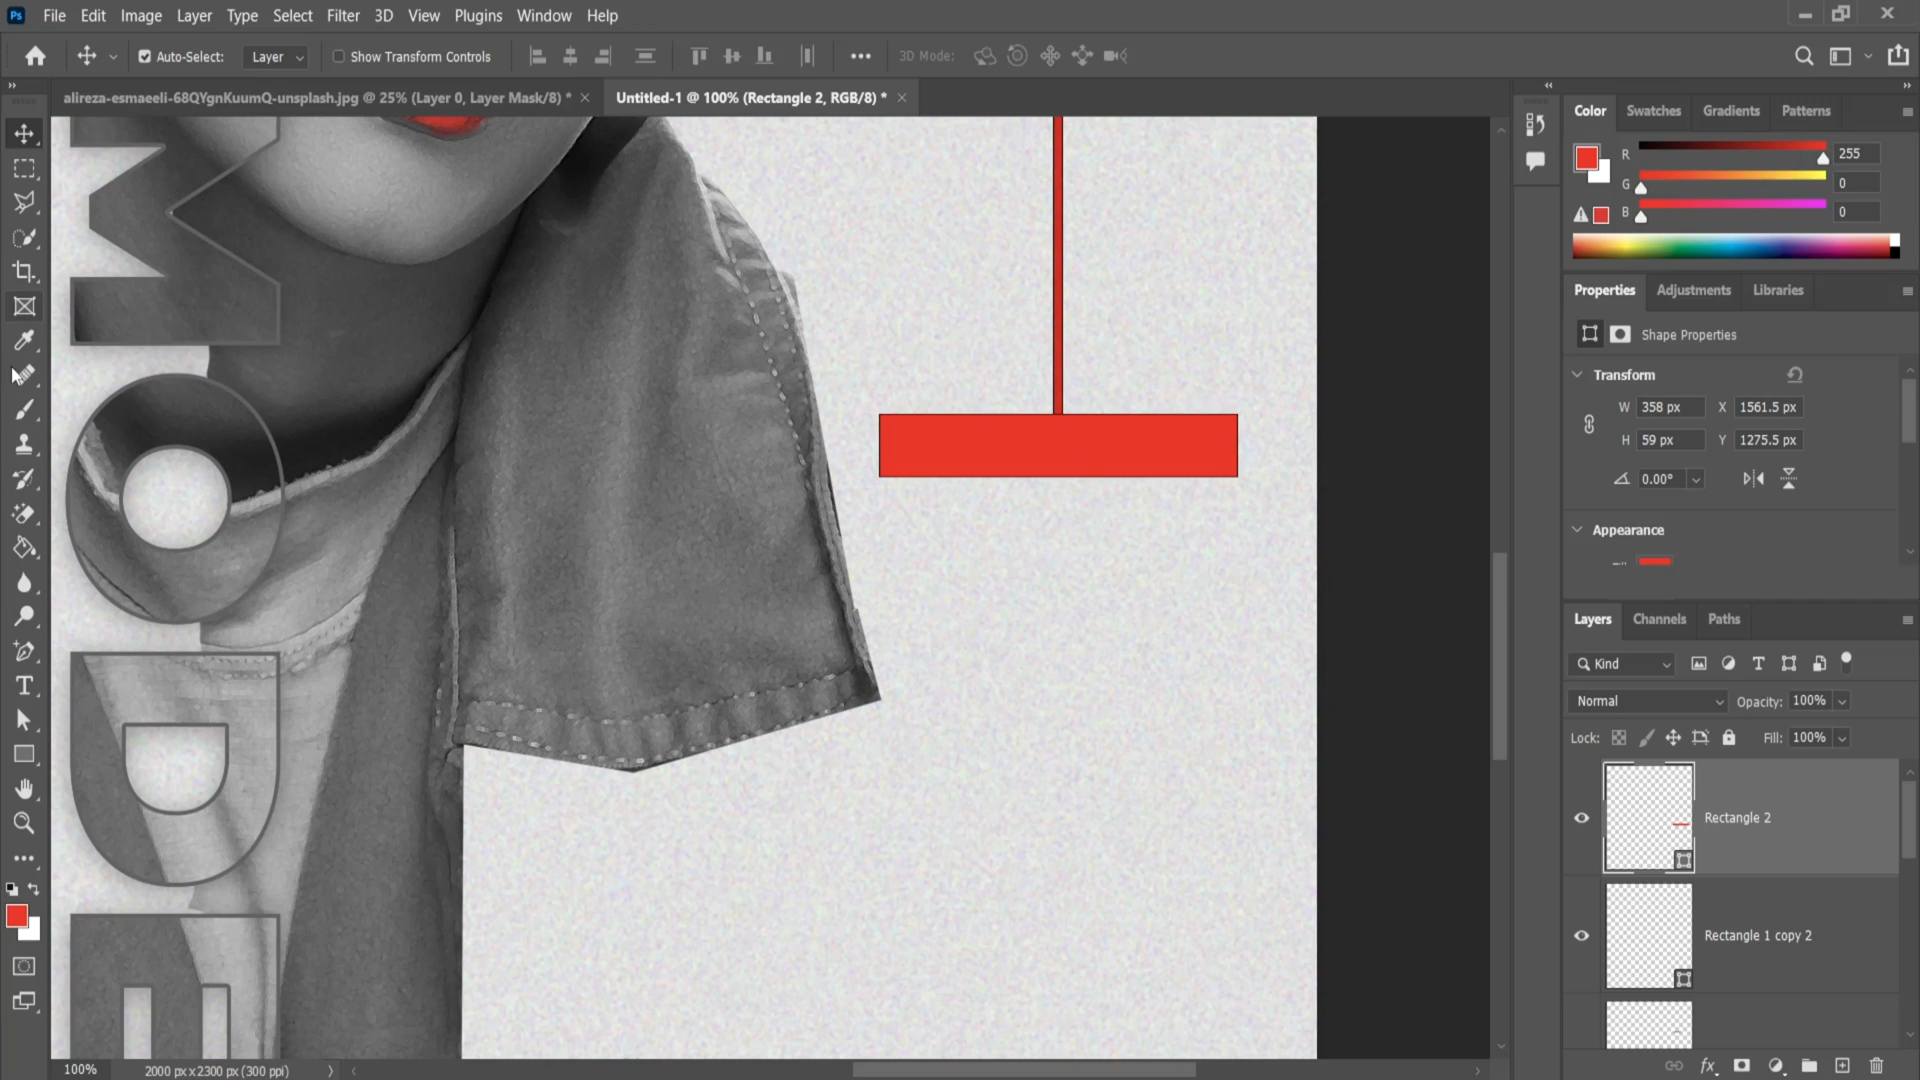 Ps File Edit Image Layer Type Select Filter 3D View Plugins Window Help
Auto-Select: Layer Show Transform Controls 3D Mode:
alireza-esmaeeli-68QYgnKuumQ-unsplash.jpg @ 25% (Layer 0, Layer Mask/8) * Untitled-1 @ 100% (Rectangle 2, RGB/8) *
Color Swatches Gradients Patterns
R 255
G 0
B 0
Properties Adjustments Libraries
Shape Properties
Transform
W 358 px X 1561.5 px
H 59 px Y 1275.5 px
0.00°
Appearance
Layers Channels Paths
Kind
Normal Opacity: 100%
Lock: Fill: 100%
Rectangle 2
Rectangle 1 copy 2
100% 2000 px x 2300 px (300 ppi)